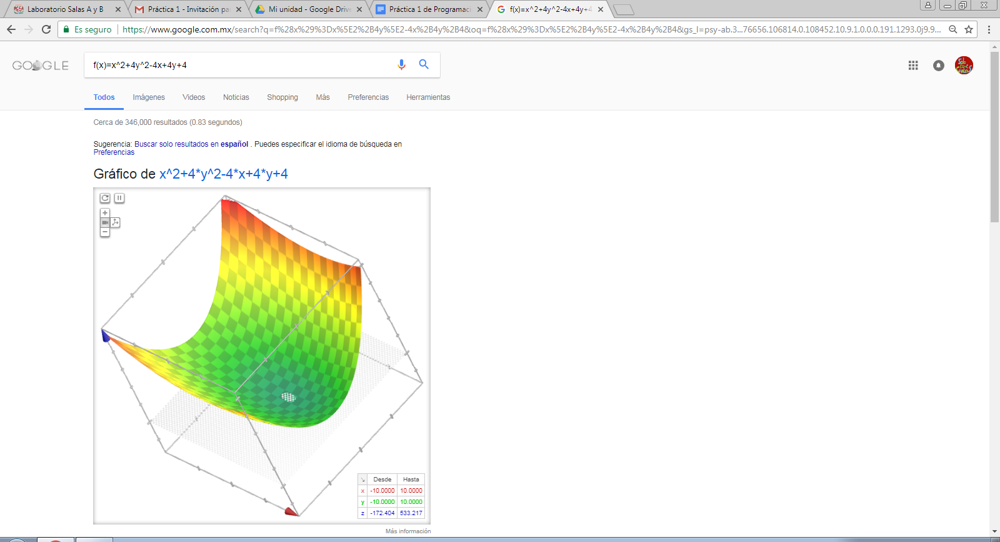 Laboratorio Salas A y B
Práctica 1 - Invitación pa
Mi unidad - Google Drive
Práctica 1 de Programaci
f(x)=x^2+4y^2-4x+4y+4
Es seguro
https://www.google.com.mx/search?q=f%28x%29%3Dx%5E2%2B4y%5E2-4x%2B4y%2B4&oq=f%28x%29%3Dx%5E2%2B4y%5E2-4x%2B4y%2B4&gs_l=psy-ab.3...76656.106814.0.108452.10.9.1.0.0.0.191.1293.0j9.9...
GOOGLE
f(x)=x^2+4y^2-4x+4y+4
Todos Imágenes Videos Noticias Shopping Más Preferencias Herramientas
Cerca de 346,000 resultados (0.83 segundos)
Sugerencia: Buscar solo resultados en español . Puedes especificar el idioma de búsqueda en
Preferencias
Gráfico de x^2+4*y^2-4*x+4*y+4
Desde Hasta
x -10.0000 10.0000
y -10.0000 10.0000
z -172.404 533.217
Más información